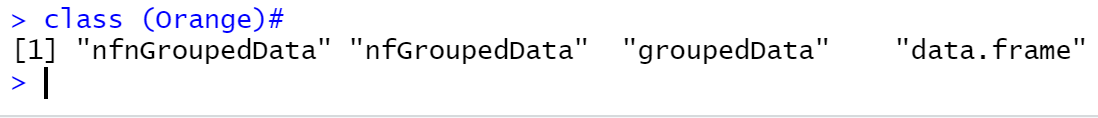 > class (Orange)#
[1] "nfnGroupedData" "nfGroupedData"  "groupedData"    "data.frame"
>